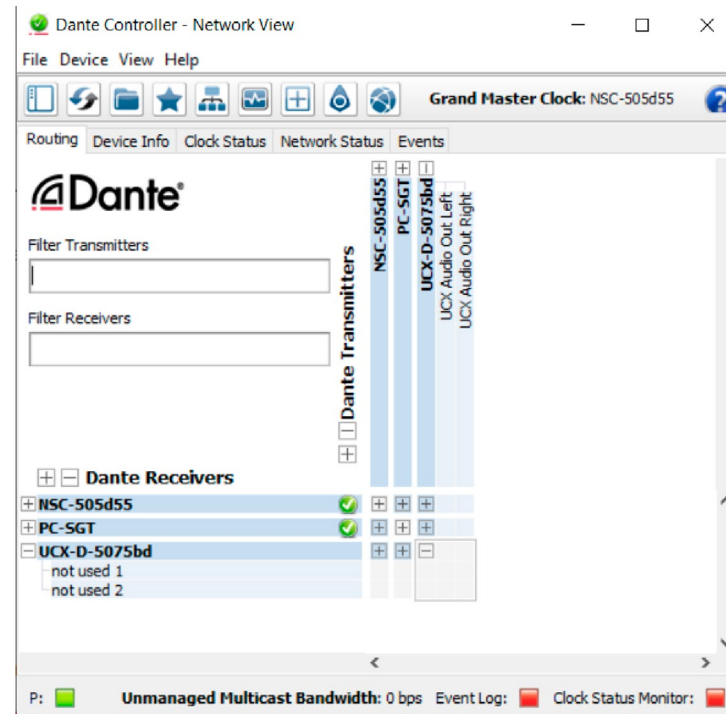 Dante Controller - Network View
File Device View Help
Grand Master Clock: NSC-505d55
Routing Device Info Clock Status Network Status Events
Dante®
Filter Transmitters
Filter Receivers
Dante Transmitters
NSC-505d55
PC-SGT
UCX-D-5075bd
UCX Audio Out Left
UCX Audio Out Right
Dante Receivers
NSC-505d55
PC-SGT
UCX-D-5075bd
not used 1
not used 2
P: Unmanaged Multicast Bandwidth: 0 bps Event Log: Clock Status Monitor: